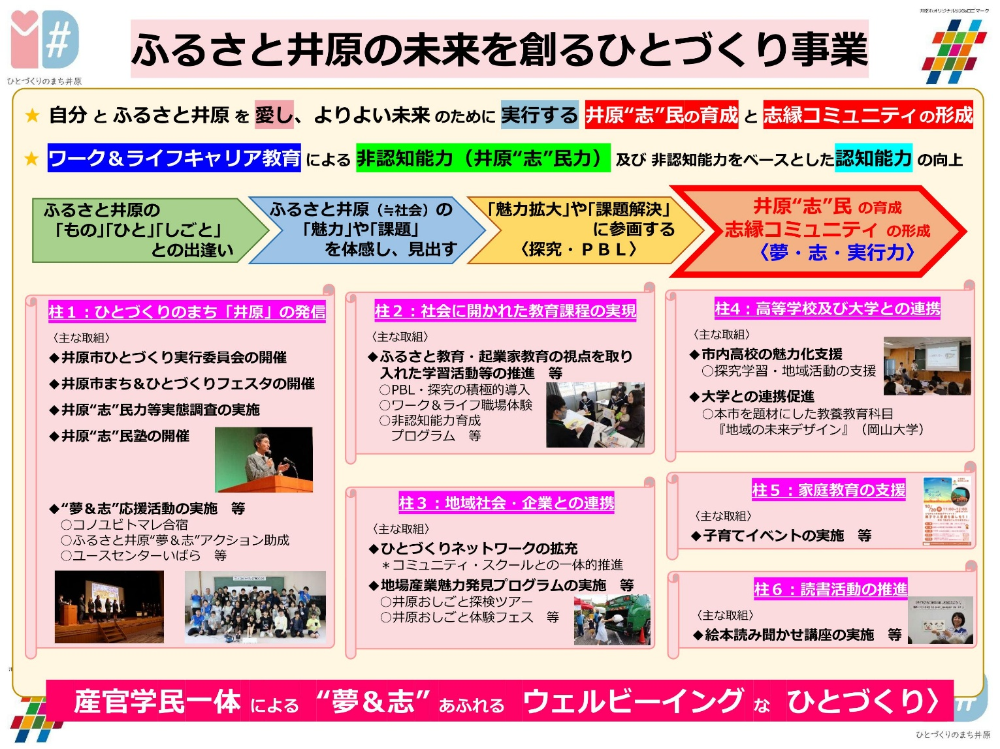 井原市オリジナルSDGsロゴマーク
ひとづくりのまち井原
ふるさと井原の未来を創るひとづくり事業
★ 自分 と ふるさと井原 を 愛し、よりよい未来 のために 実行する 井原“志”民の育成 と 志縁コミュニティの形成
★ ワーク＆ライフキャリア教育 による 非認知能力（井原“志”民力） 及び 非認知能力をベースとした認知能力 の向上
ふるさと井原の
「もの」「ひと」「しごと」
との出逢い
ふるさと井原（≒社会）の
「魅力」や「課題」
を体感し、見出す
「魅力拡大」や「課題解決」
に参画する
〈探究・ＰＢＬ〉
井原“志”民 の育成
志縁コミュニティ の形成
〈夢・志・実行力〉
柱１：ひとづくりのまち「井原」の発信
〈主な取組〉
◆井原市ひとづくり実行委員会の開催
◆井原市まち＆ひとづくりフェスタの開催
◆井原“志”民力等実態調査の実施
◆井原“志”民塾の開催
◆“夢＆志”応援活動の実施　等
○コノユビトマレ合宿
○ふるさと井原“夢＆志”アクション助成
○ユースセンターいばら　等
柱２：社会に開かれた教育課程の実現
〈主な取組〉
◆ふるさと教育・起業家教育の視点を取り
入れた学習活動等の推進　等
○PBL・探究の積極的導入
○ワーク＆ライフ職場体験
○非認知能力育成
プログラム　等
柱３：地域社会・企業との連携
〈主な取組〉
◆ひとづくりネットワークの拡充
＊コミュニティ・スクールとの一体的推進
◆地場産業魅力発見プログラムの実施　等
○井原おしごと探検ツアー
○井原おしごと体験フェス　等
柱4：高等学校及び大学との連携
〈主な取組〉
◆市内高校の魅力化支援
○探究学習・地域活動の支援
◆大学との連携促進
○本市を題材にした教養教育科目
『地域の未来デザイン』（岡山大学）
柱５：家庭教育の支援
〈主な取組〉
◆子育てイベントの実施　等
10/20 11:00~12:00
柱６：読書活動の推進
〈主な取組〉
◆絵本読み聞かせ講座の実施　等
産官学民一体 による “夢＆志” あふれる ウェルビーイング な ひとづくり〉
ひとづくりのまち井原